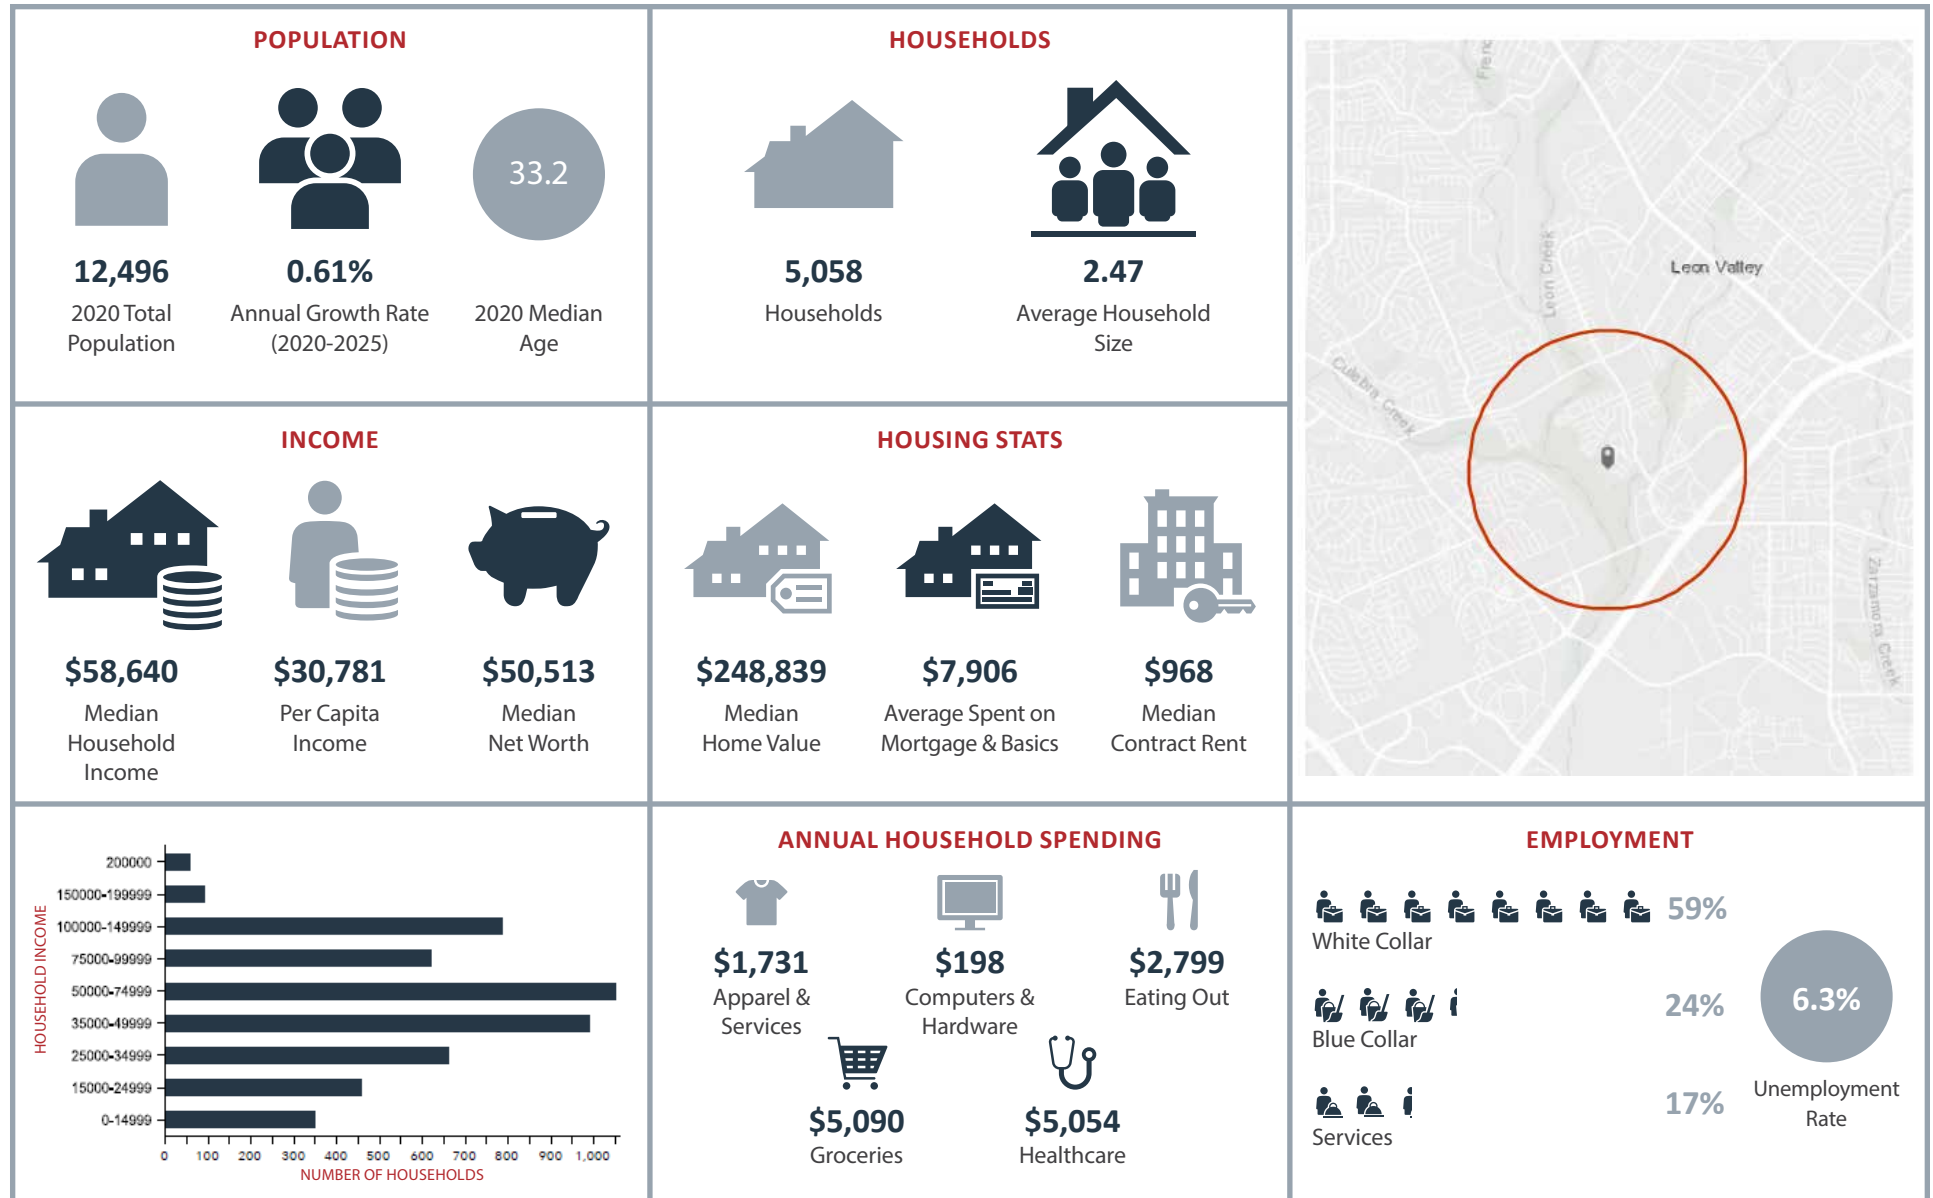 POPULATION
33.2
12,496
2020 Total
Population
0.61%
Annual Growth Rate
(2020-2025)
2020 Median
Age
HOUSEHOLDS
5,058
Households
2.47
Average Household
Size
Leon Creek
Leon Valley
Culebra Creek
Zarzamora Creek
INCOME
$58,640
Median
Household
Income
$30,781
Per Capita
Income
$50,513
Median
Net Worth
HOUSING STATS
$248,839
Median
Home Value
$7,906
Average Spent on
Mortgage & Basics
$968
Median
Contract Rent
HOUSEHOLD INCOME
200000
150000-199999
100000-149999
75000-99999
50000-74999
35000-49999
25000-34999
15000-24999
0-14999
0 100 200 300 400 500 600 700 800 900 1,000
NUMBER OF HOUSEHOLDS
ANNUAL HOUSEHOLD SPENDING
$1,731
Apparel &
Services
$198
Computers &
Hardware
$2,799
Eating Out
$5,090
Groceries
$5,054
Healthcare
EMPLOYMENT
59%
White Collar
24%
Blue Collar
17%
Services
6.3%
Unemployment
Rate